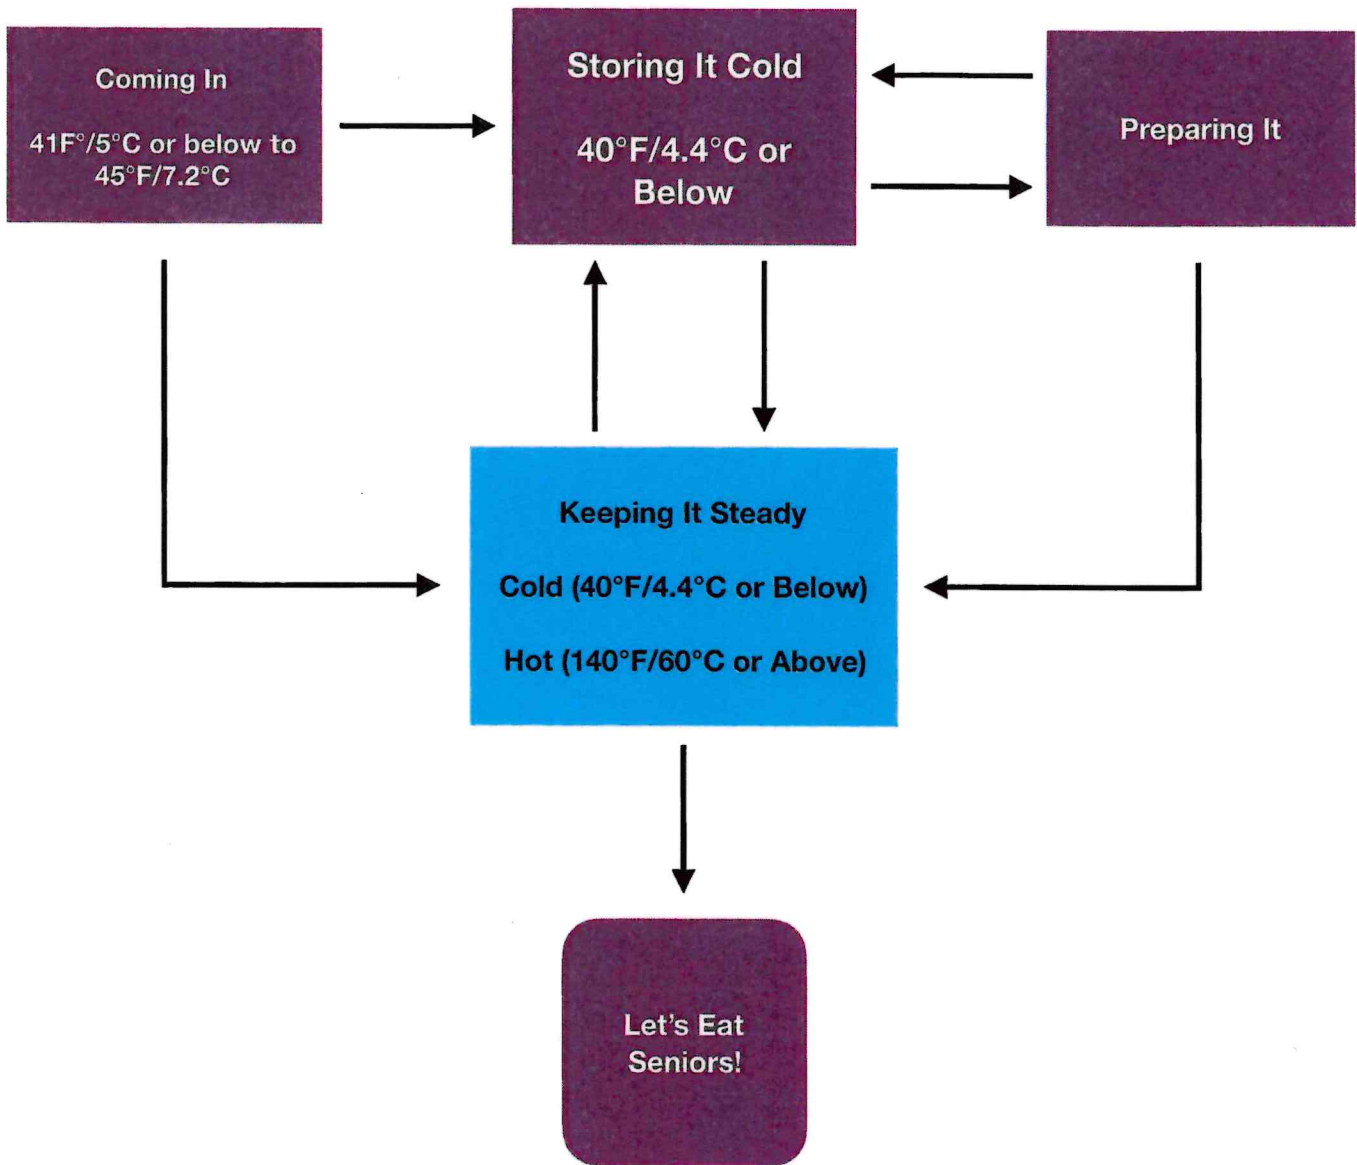 Coming In
41F°/5°C or below to
45°F/7.2°C
Storing It Cold
40°F/4.4°C or
Below
Preparing It
Keeping It Steady
Cold (40°F/4.4°C or Below)
Hot (140°F/60°C or Above)
Let's Eat
Seniors!